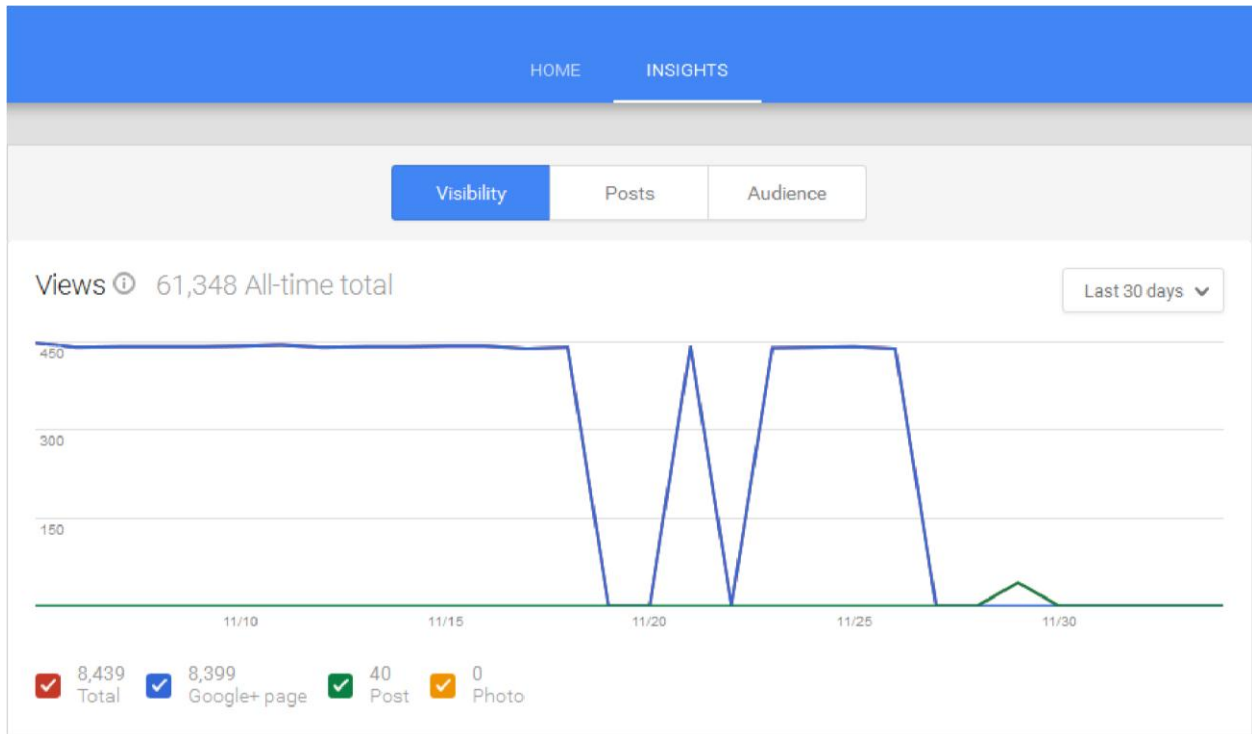 HOME INSIGHTS
Visibility Posts Audience
Views 61,348 All-time total
Last 30 days
450
300
150
11/10 11/15 11/20 11/25 11/30
8,439 8,399 40 0
Total Google+ page Post Photo